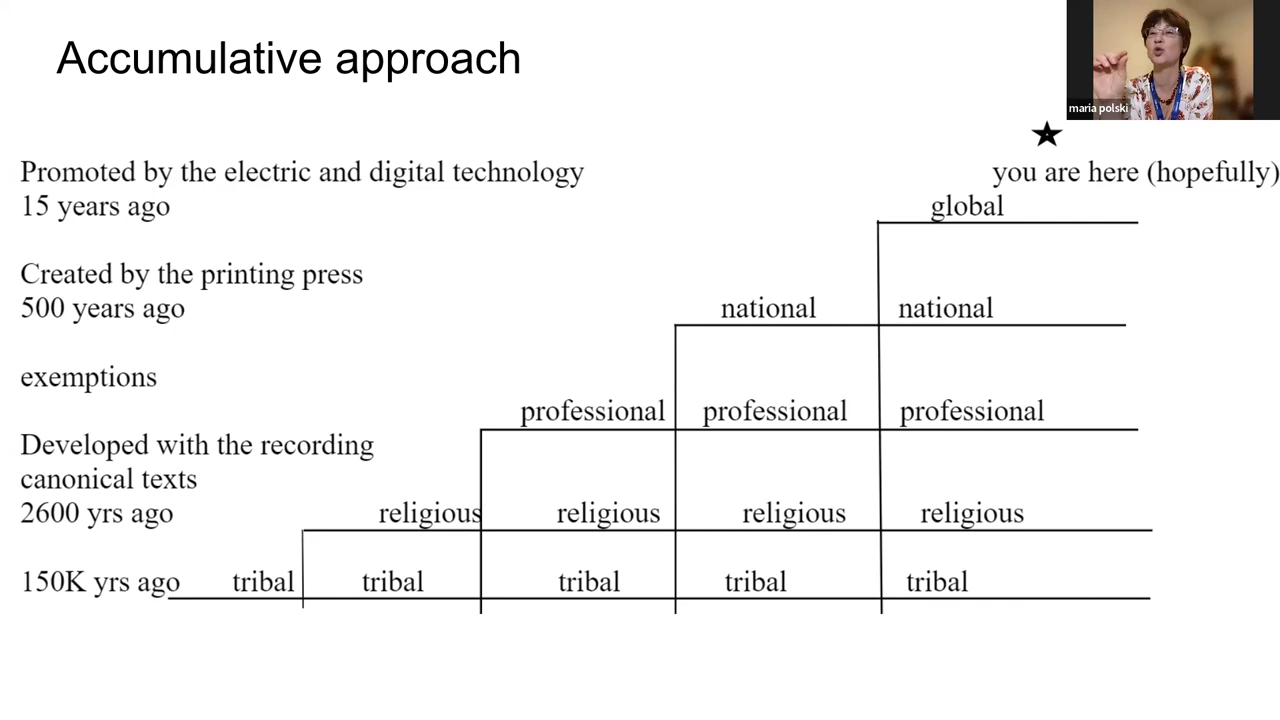 Accumulative approach
maria polski
Promoted by the electric and digital technology
you are here (hopefully)
15 years ago
global
Created by the printing press
500 years ago
national
national
exemptions
professional
professional
professional
Developed with the recording
canonical texts
2600 yrs ago
religious
religious
religious
religious
150K yrs ago
tribal
tribal
tribal
tribal
tribal